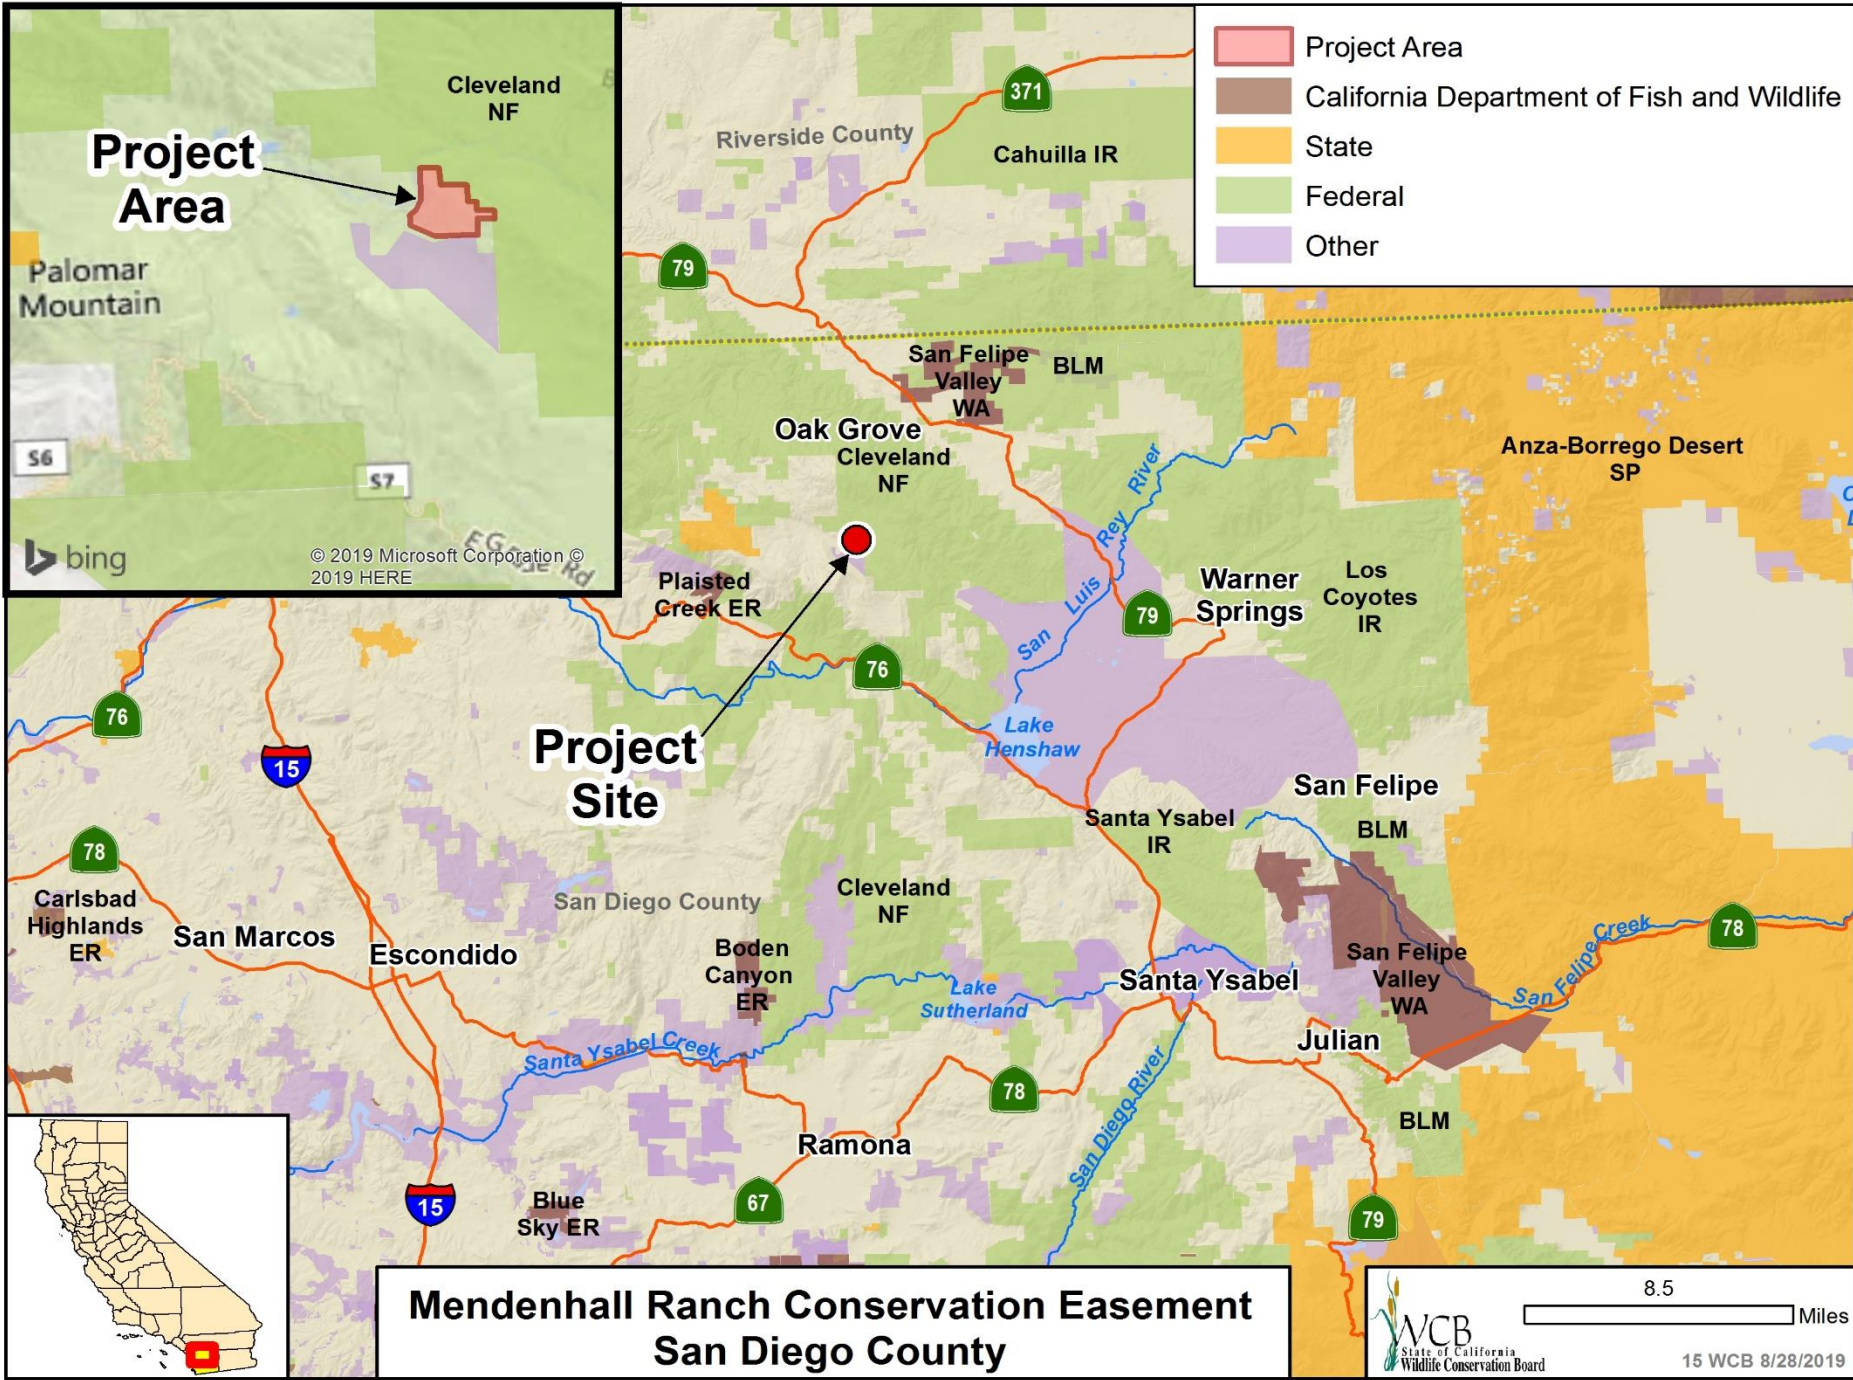 Cleveland
NF
Project
Area
Palomar
Mountain
S6
S7
E Grade Rd
bing
© 2019 Microsoft Corporation ©
2019 HERE
Project Area
California Department of Fish and Wildlife
State
Federal
Other
371
Riverside County
Cahuilla IR
79
San Felipe
Valley
WA
BLM
Oak Grove
Cleveland
NF
Anza-Borrego Desert
SP
San Luis Rey River
Plaisted
Creek ER
Warner
Springs
Los
Coyotes
IR
79
76
76
Project
Site
Lake
Henshaw
15
San Felipe
BLM
Santa Ysabel
IR
78
Carlsbad
Highlands
ER
San Marcos
Escondido
San Diego County
Cleveland
NF
Boden
Canyon
ER
Lake
Sutherland
Santa Ysabel
San Felipe
Valley
WA
San Felipe Creek
78
Santa Ysabel Creek
Julian
San Diego River
78
BLM
Ramona
15
Blue
Sky ER
67
79
Mendenhall Ranch Conservation Easement
San Diego County
WCB
State of California
Wildlife Conservation Board
8.5
Miles
15 WCB 8/28/2019